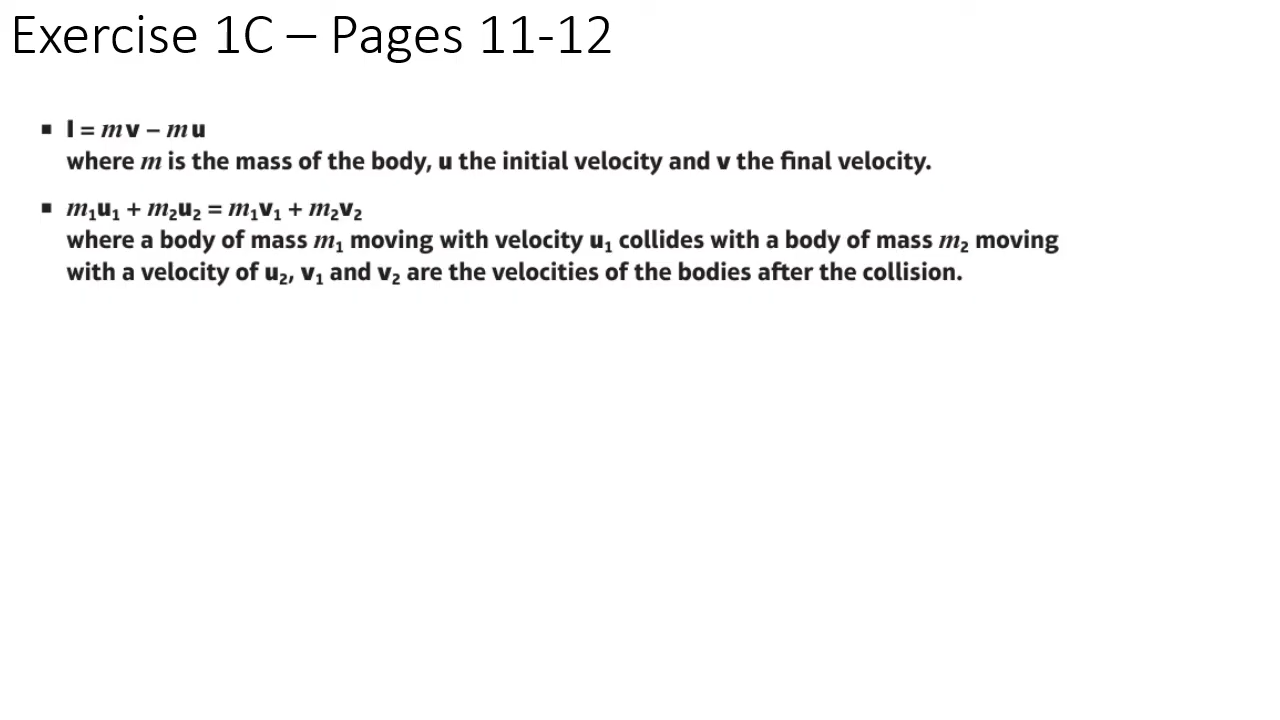 Exercise 1C – Pages 11-12
▪ I = mv – mu
where m is the mass of the body, u the initial velocity and v the final velocity.
▪ m₁u₁ + m₂u₂ = m₁v₁ + m₂v₂
where a body of mass m₁ moving with velocity u₁ collides with a body of mass m₂ moving
with a velocity of u₂, v₁ and v₂ are the velocities of the bodies after the collision.